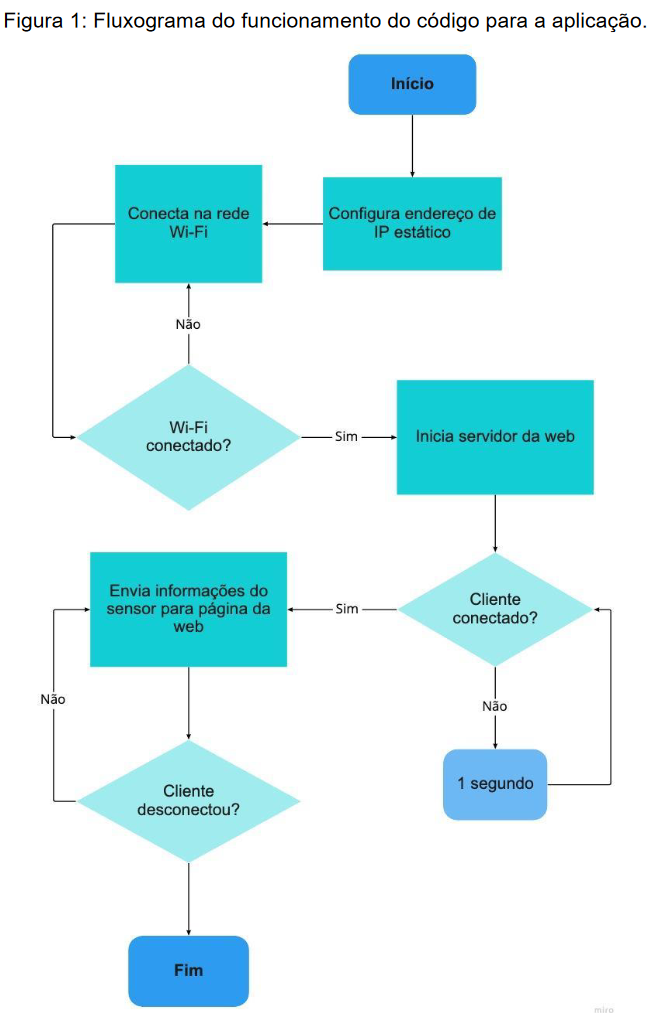 Figura 1: Fluxograma do funcionamento do código para a aplicação.
Início
Configura endereço de
IP estático
Conecta na rede
Wi-Fi
Não
Wi-Fi
conectado?
Sim
Inicia servidor da web
Cliente
conectado?
Não
1 segundo
Sim
Envia informações do
sensor para página da
web
Cliente
desconectou?
Não
Fim
miro